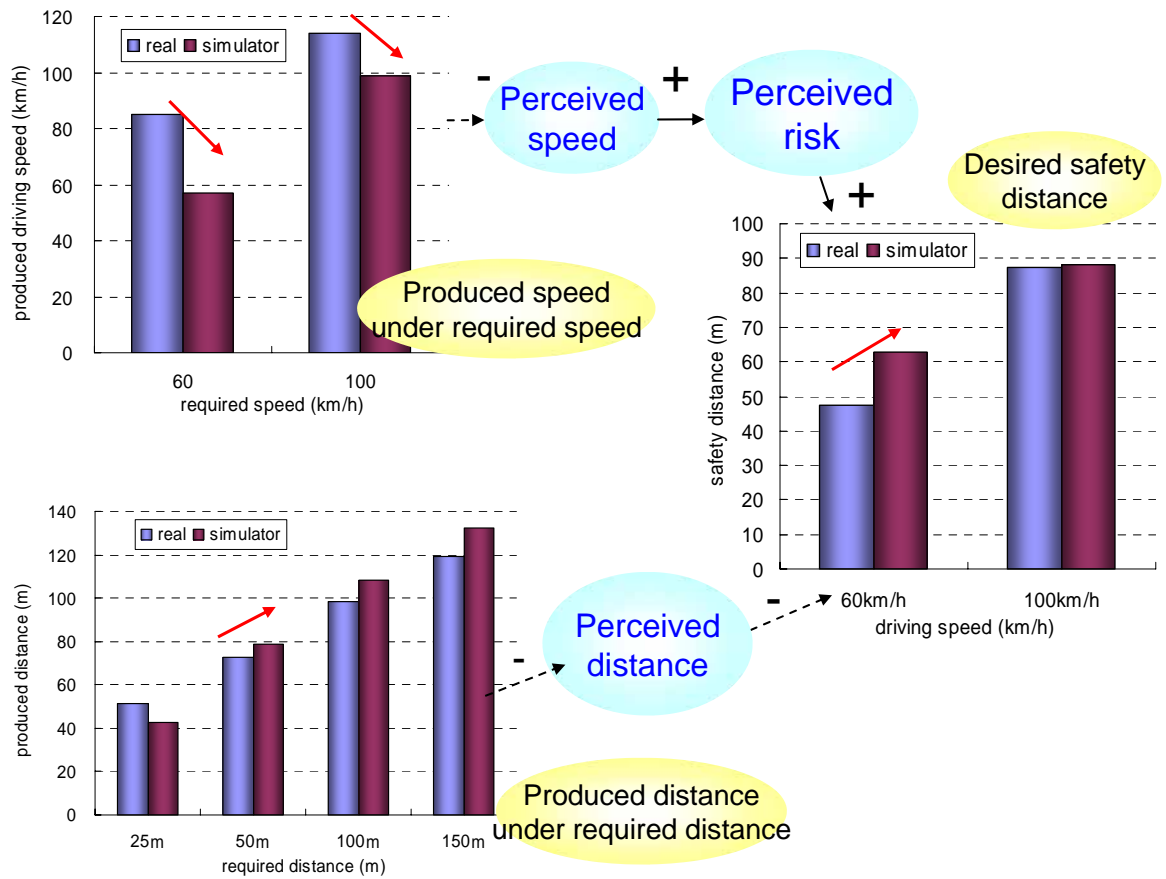 120
100
80
60
40
20
0
produced driving speed (km/h)
real simulator
60 100
required speed (km/h)
-
Perceived
speed
+
Perceived
risk
+
Produced speed
under required speed
Desired safety
distance
100
90
80
70
60
50
40
30
20
10
0
safety distance (m)
real simulator
60km/h 100km/h
driving speed (km/h)
140
120
100
80
60
40
20
0
produced distance (m)
real simulator
25m 50m 100m 150m
required distance (m)
-
Perceived
distance
-
Produced distance
under required distance